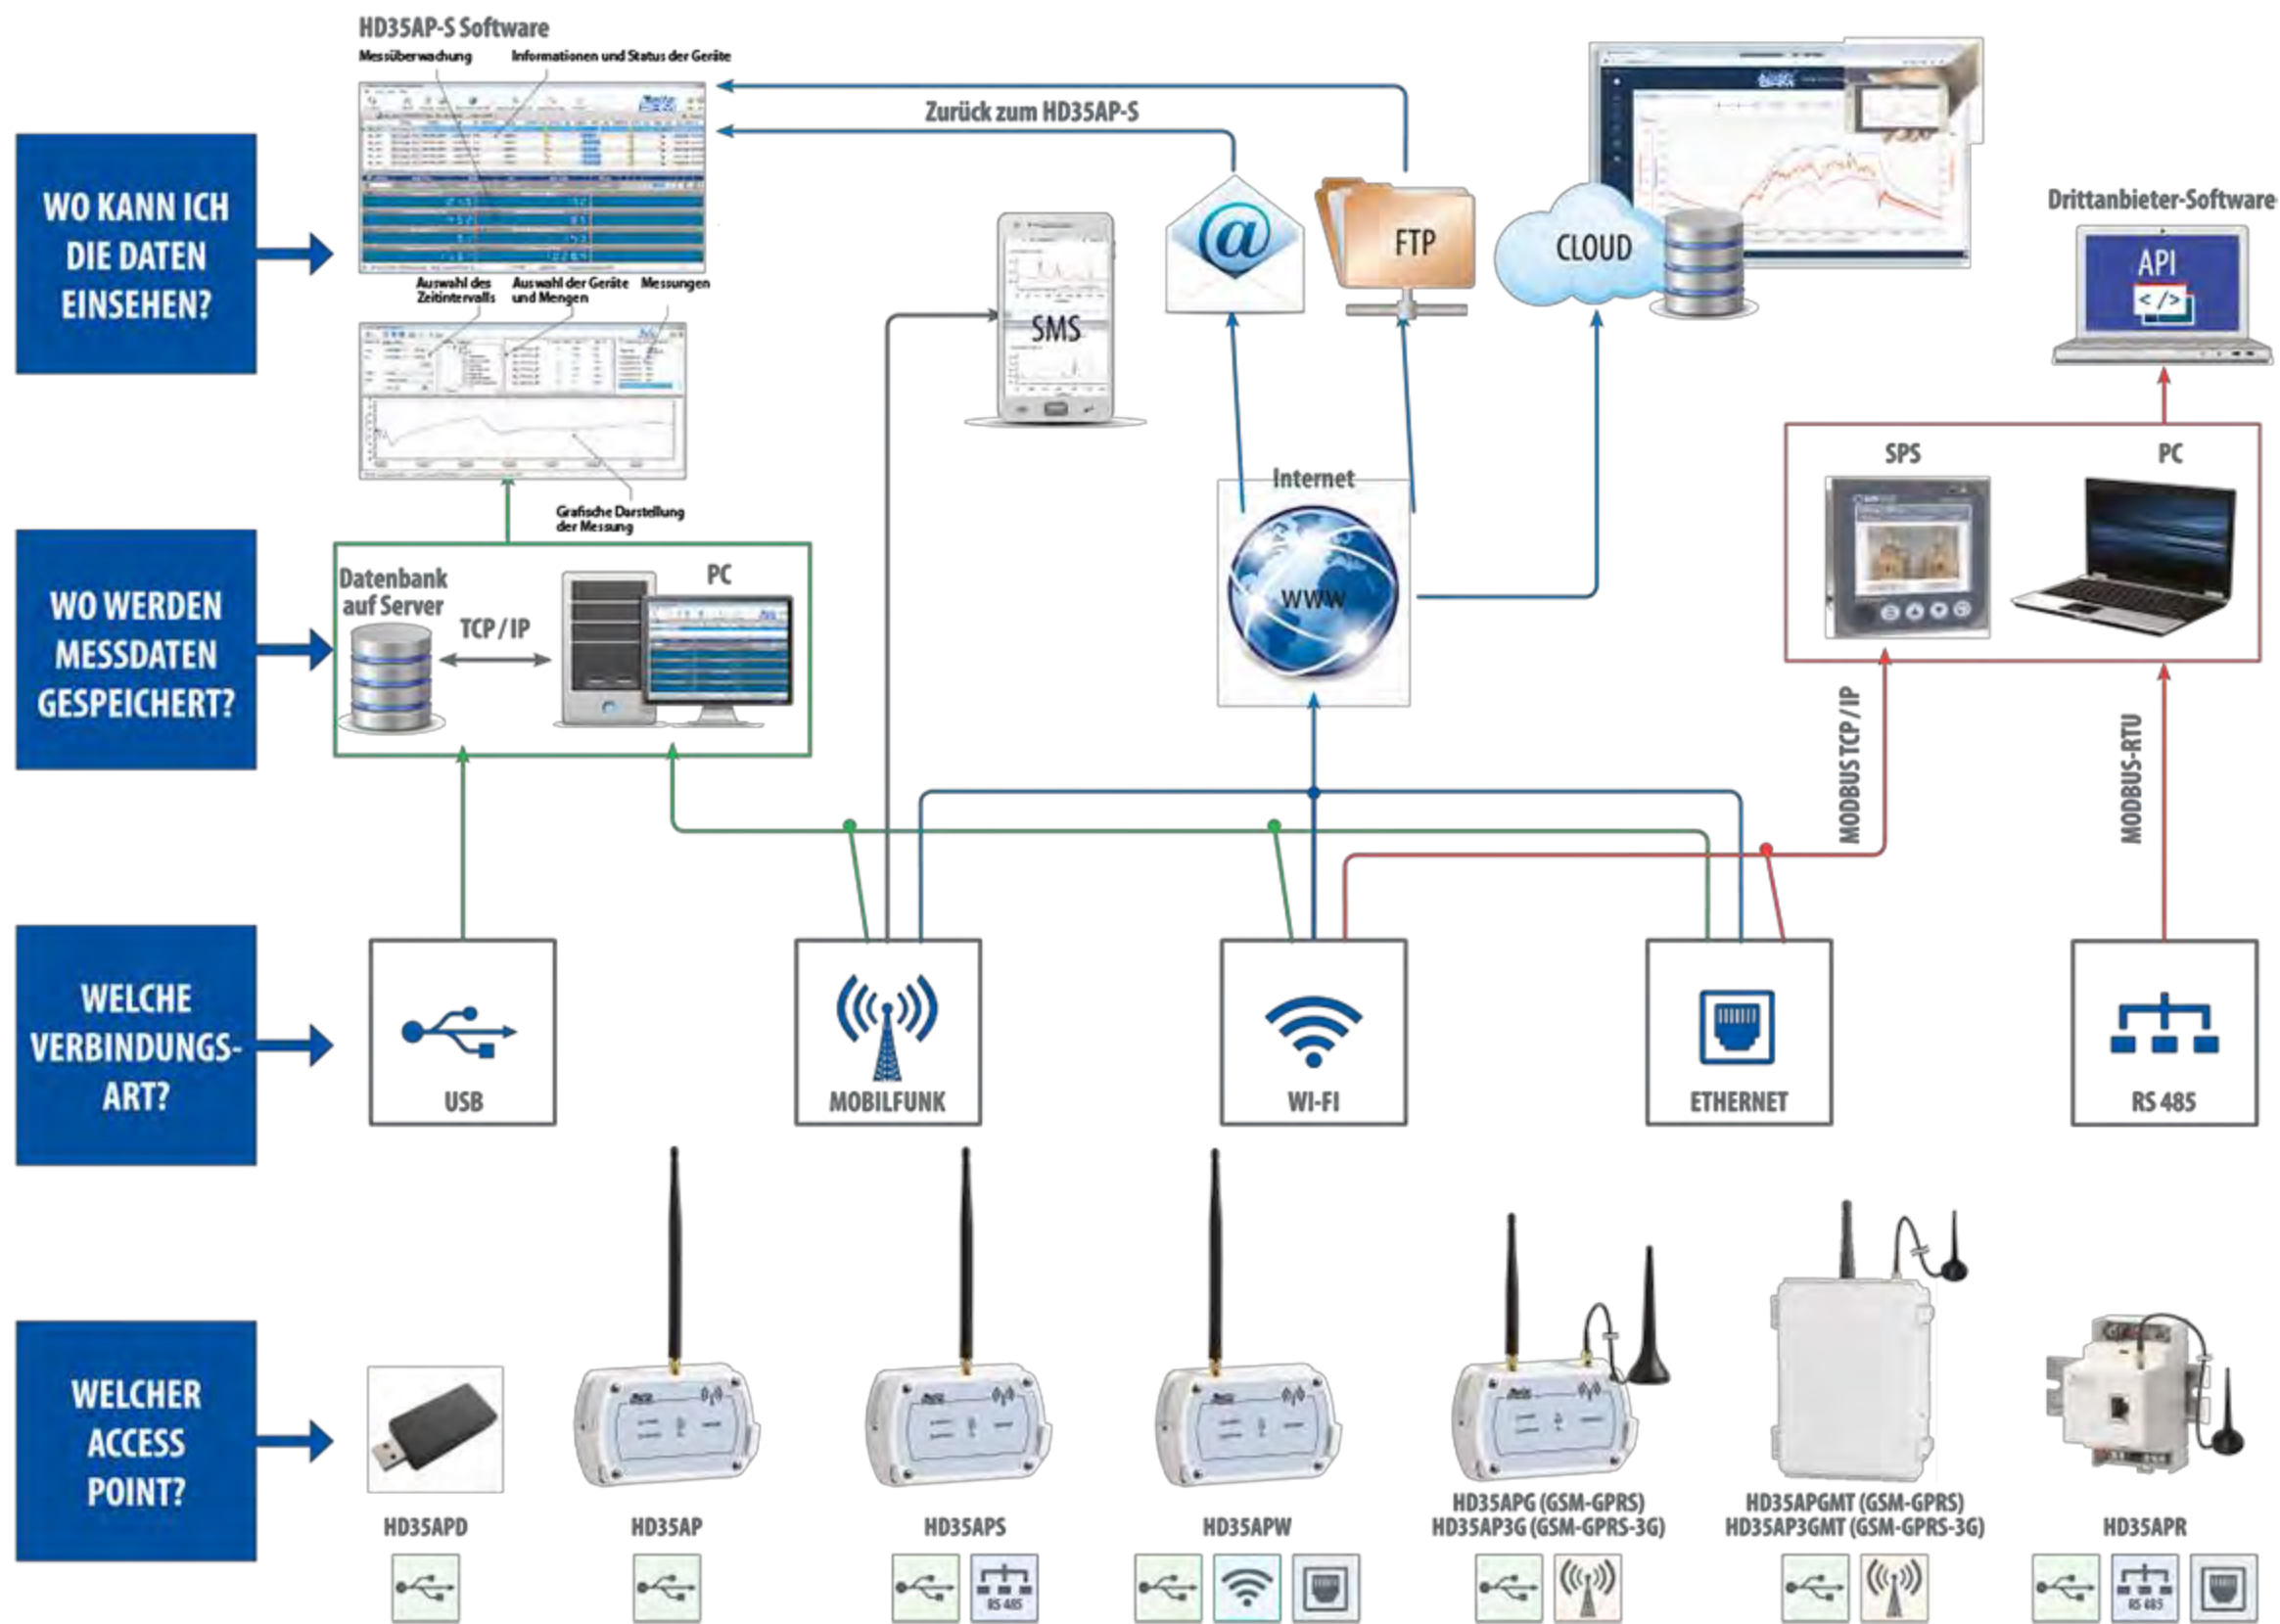 HD35AP-S Software
Messüberwachung
Informationen und Status der Geräte
Zurück zum HD35AP-S
WO KANN ICH
DIE DATEN
EINSEHEN?
Auswahl des
Zeitintervalls
Auswahl der Geräte
und Mengen
Messungen
SMS
@
FTP
CLOUD
Drittanbieter-Software
API
</>
Grafische Darstellung
der Messung
Internet
WWW
SPS
PC
WO WERDEN
MESSDATEN
GESPEICHERT?
Datenbank
auf Server
TCP / IP
PC
MODBUS TCP / IP
MODBUS-RTU
WELCHE
VERBINDUNGS-
ART?
USB
MOBILFUNK
WI-FI
ETHERNET
RS 485
WELCHER
ACCESS
POINT?
HD35APD
HD35AP
HD35APS
HD35APW
HD35APG (GSM-GPRS)
HD35AP3G (GSM-GPRS-3G)
HD35APGMT (GSM-GPRS)
HD35AP3GMT (GSM-GPRS-3G)
HD35APR
RS 485
RS 485